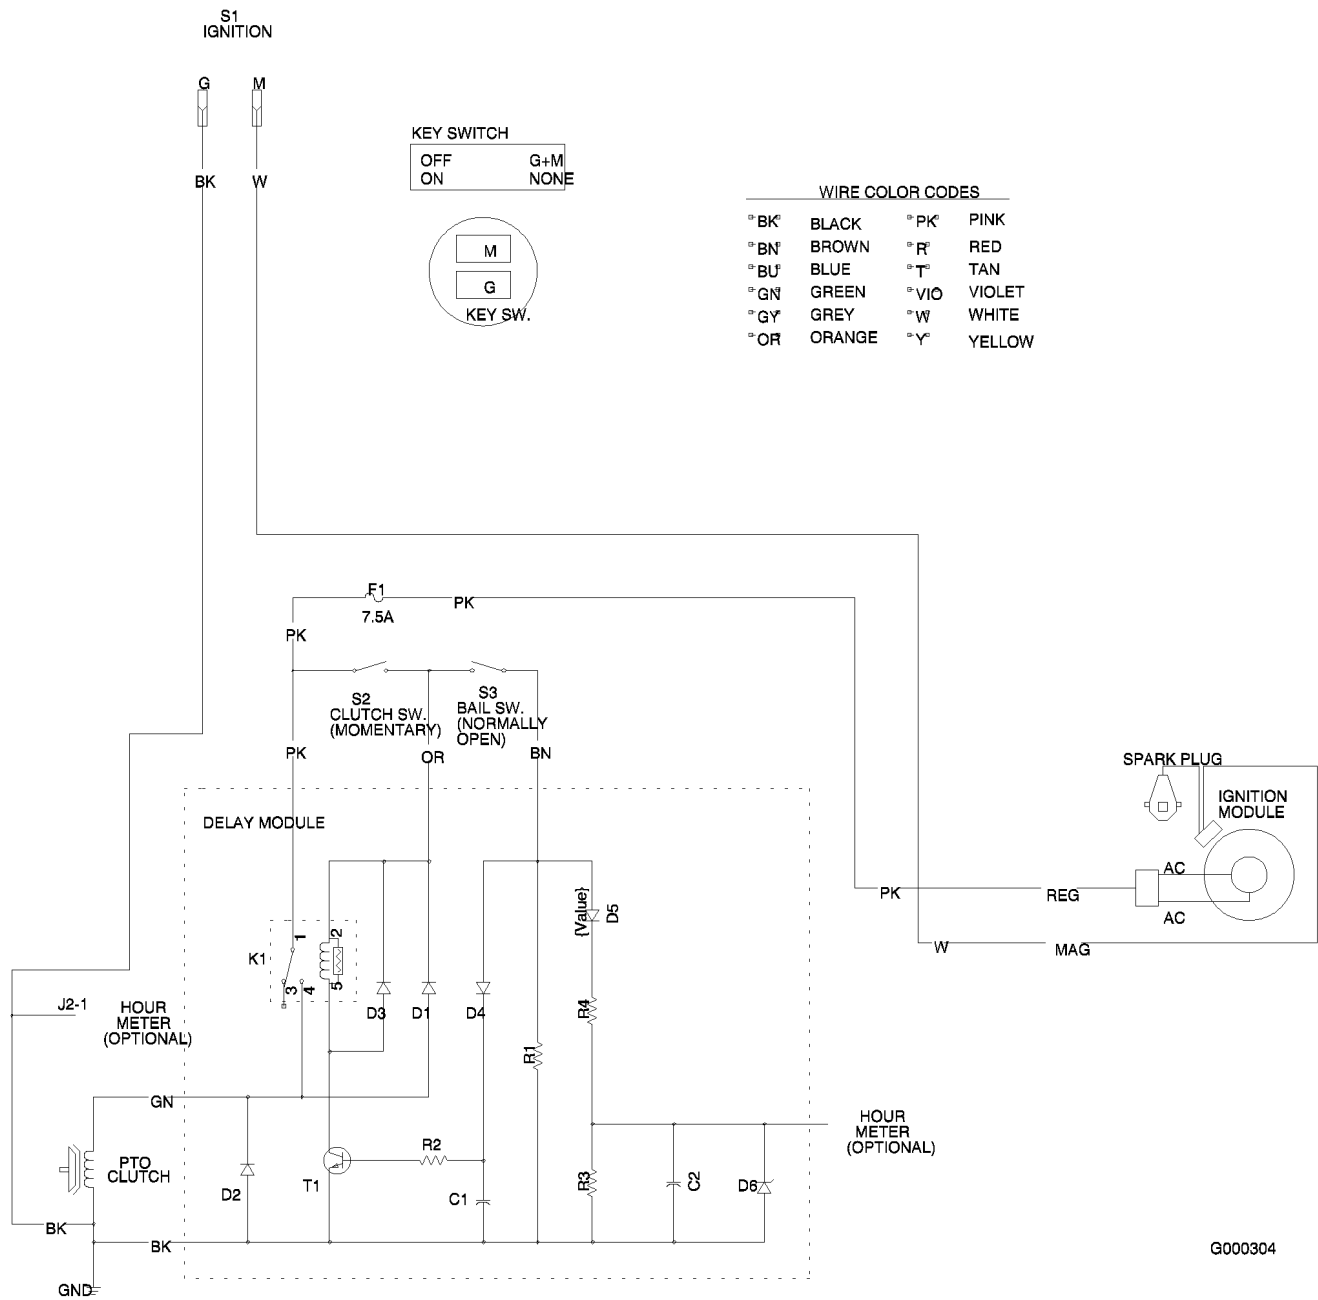 S1
IGNITION
G M
BK W
KEY SWITCH
OFF G+M
ON NONE
M
G
KEY SW.
WIRE COLOR CODES
BK BLACK PK PINK
BN BROWN R RED
BU BLUE T TAN
GN GREEN VIO VIOLET
GY GREY W WHITE
OR ORANGE Y YELLOW
F1
7.5A
PK
PK
S2
CLUTCH SW.
(MOMENTARY)
S3
BAIL SW.
(NORMALLY
OPEN)
PK
OR
BN
DELAY MODULE
SPARK PLUG
IGNITION
MODULE
AC
AC
PK
REG
W
MAG
{Value}
D5
K1
1
2
3
4
5
D3
D1
D4
R4
R1
J2-1
HOUR
METER
(OPTIONAL)
GN
HOUR
METER
(OPTIONAL)
PTO
CLUTCH
R2
T1
D2
C1
R3
C2
D6
BK
BK
GND
G000304